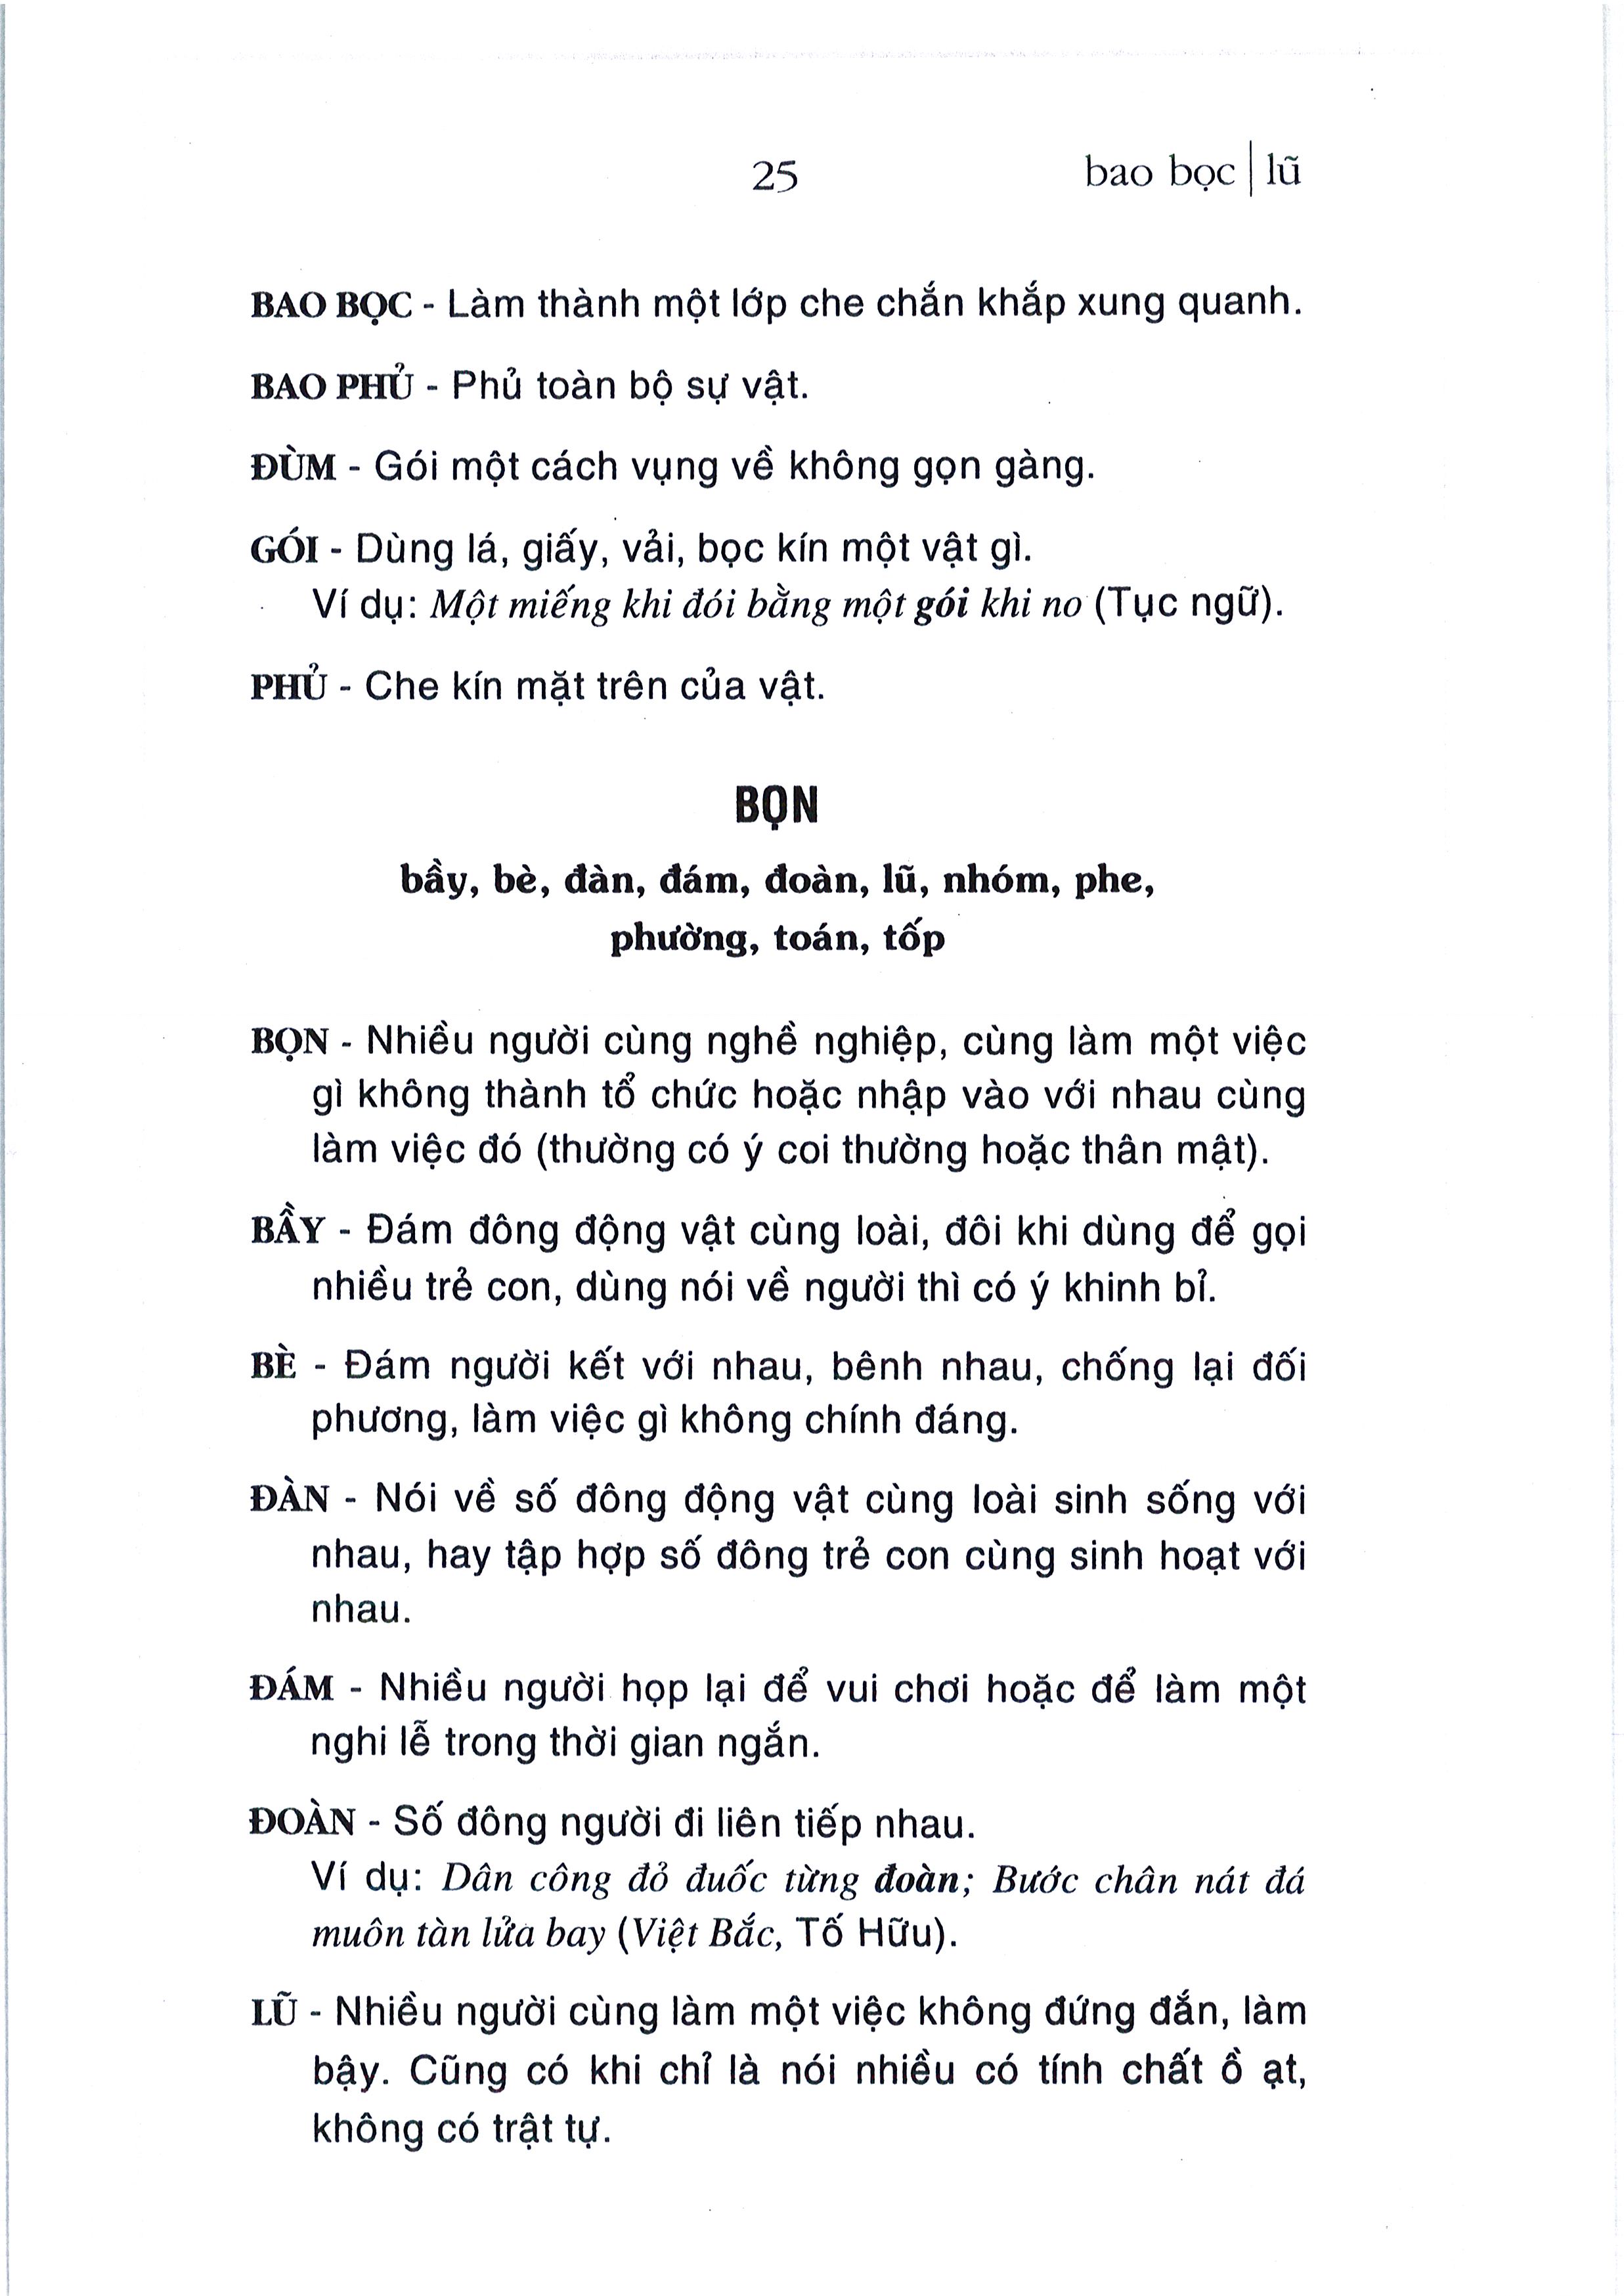 25 bao bọc | lũ
BAO BỌC - Làm thành một lớp che chắn khắp xung quanh.
BAO PHỦ - Phủ toàn bộ sự vật.
ĐÙM - Gói một cách vụng về không gọn gàng.
GÓI - Dùng lá, giấy, vải, bọc kín một vật gì.
Ví dụ: Một miếng khi đói bằng một gói khi no (Tục ngữ).
PHỦ - Che kín mặt trên của vật.
BỌN
bầy, bè, đàn, đám, đoàn, lũ, nhóm, phe,
phường, toán, tốp
BỌN - Nhiều người cùng nghề nghiệp, cùng làm một việc
gì không thành tổ chức hoặc nhập vào với nhau cùng
làm việc đó (thường có ý coi thường hoặc thân mật).
BẦY - Đám đông động vật cùng loài, đôi khi dùng để gọi
nhiều trẻ con, dùng nói về người thì có ý khinh bỉ.
BÈ - Đám người kết với nhau, bênh nhau, chống lại đối
phương, làm việc gì không chính đáng.
ĐÀN - Nói về số đông động vật cùng loài sinh sống với
nhau, hay tập hợp số đông trẻ con cùng sinh hoạt với
nhau.
ĐÁM - Nhiều người họp lại để vui chơi hoặc để làm một
nghi lễ trong thời gian ngắn.
ĐOÀN - Số đông người đi liên tiếp nhau.
Ví dụ: Dân công đỏ đuốc từng đoàn; Bước chân nát đá
muôn tàn lửa bay (Việt Bắc, Tố Hữu).
LŨ - Nhiều người cùng làm một việc không đứng đắn, làm
bậy. Cũng có khi chỉ là nói nhiều có tính chất ồ ạt,
không có trật tự.